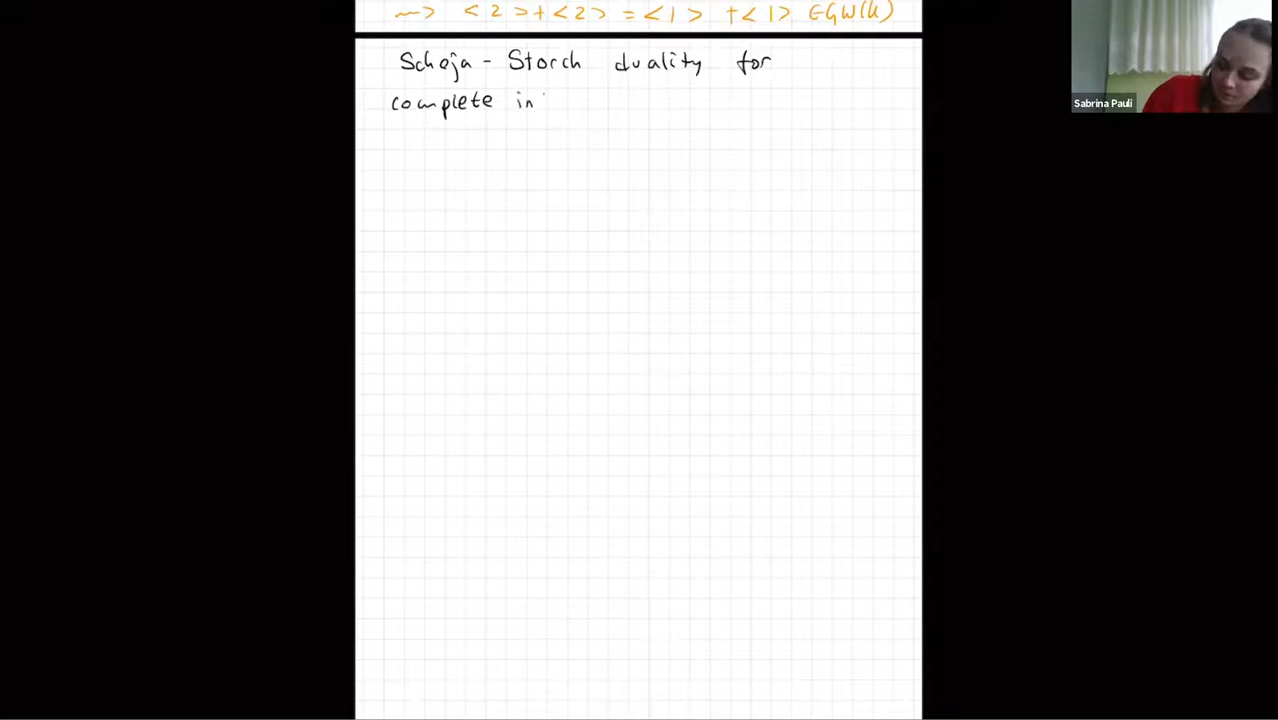 ~~> < 2 > + < 2 > = < 1 > + < 1 > ∈ GW(k)
Scheja - Storch duality for
complete in
Sabrina Pauli